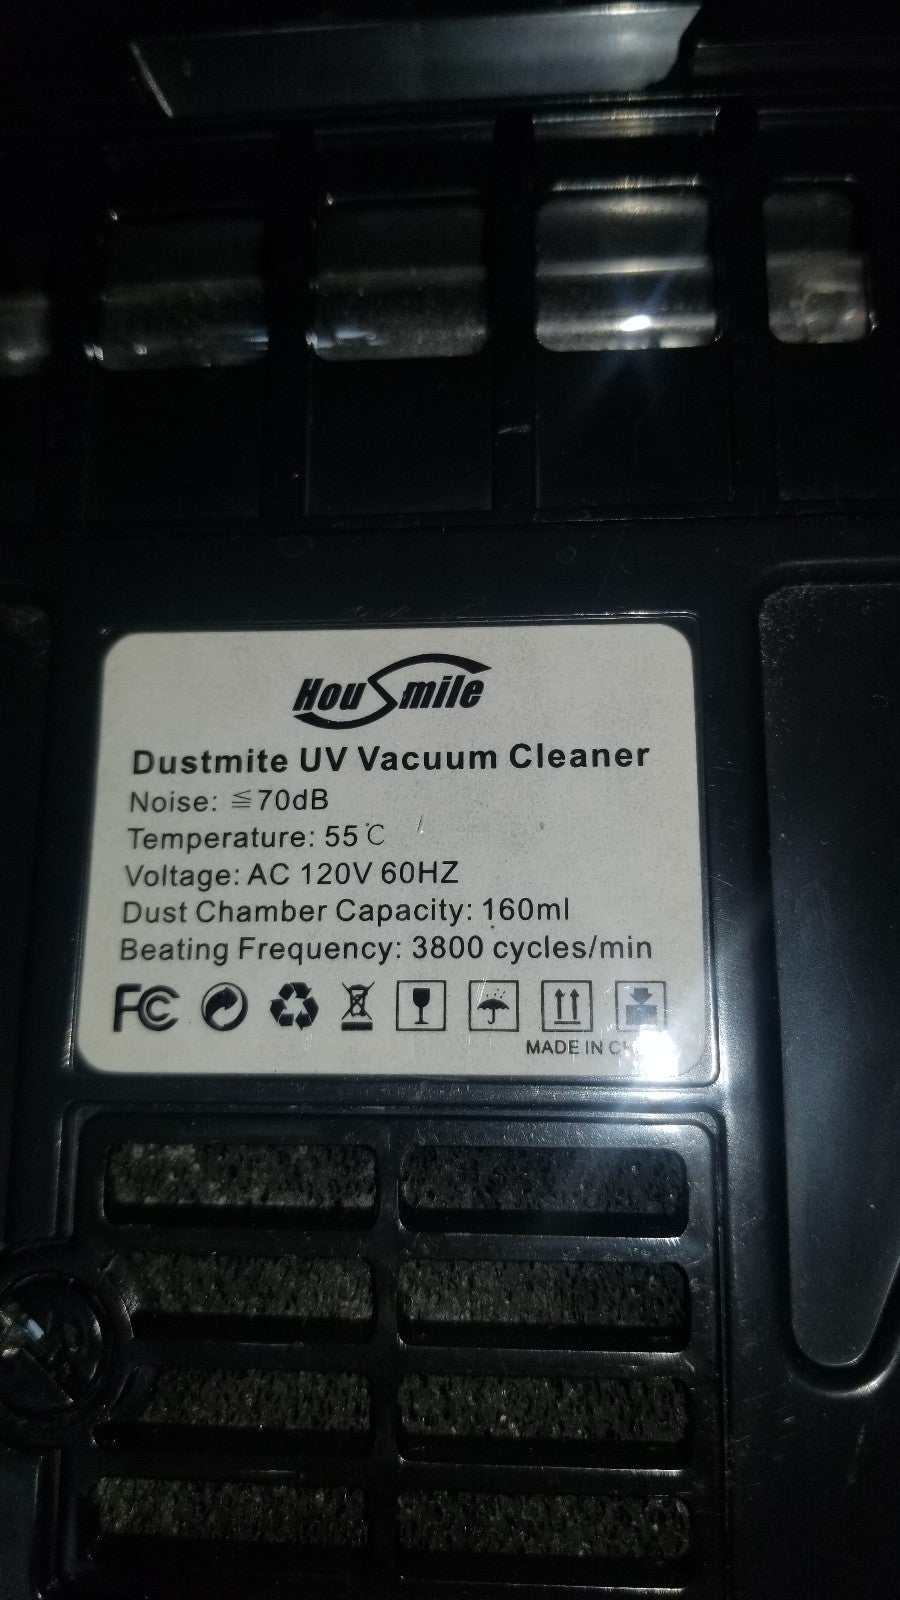 HouSmile
Dustmite UV Vacuum Cleaner
Noise: ≦70dB
Temperature: 55℃
Voltage: AC 120V 60HZ
Dust Chamber Capacity: 160ml
Beating Frequency: 3800 cycles/min
FC
MADE IN